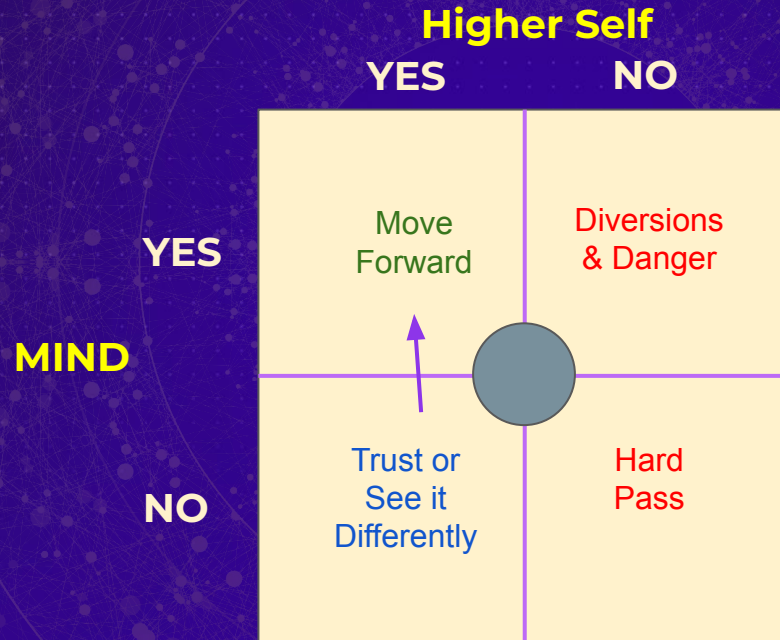 Higher Self
YES NO
YES
Move
Forward
Diversions
& Danger
MIND
NO
Trust or
See it
Differently
Hard
Pass